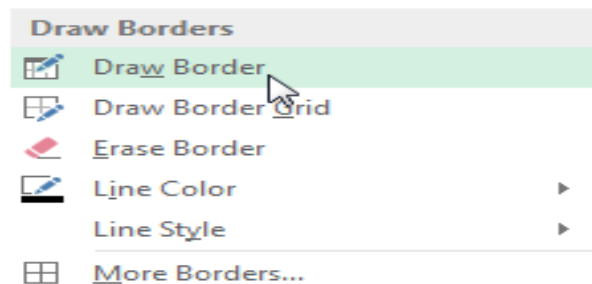 Draw Borders
Draw Border
Draw Border Grid
Erase Border
Line Color
Line Style
More Borders...